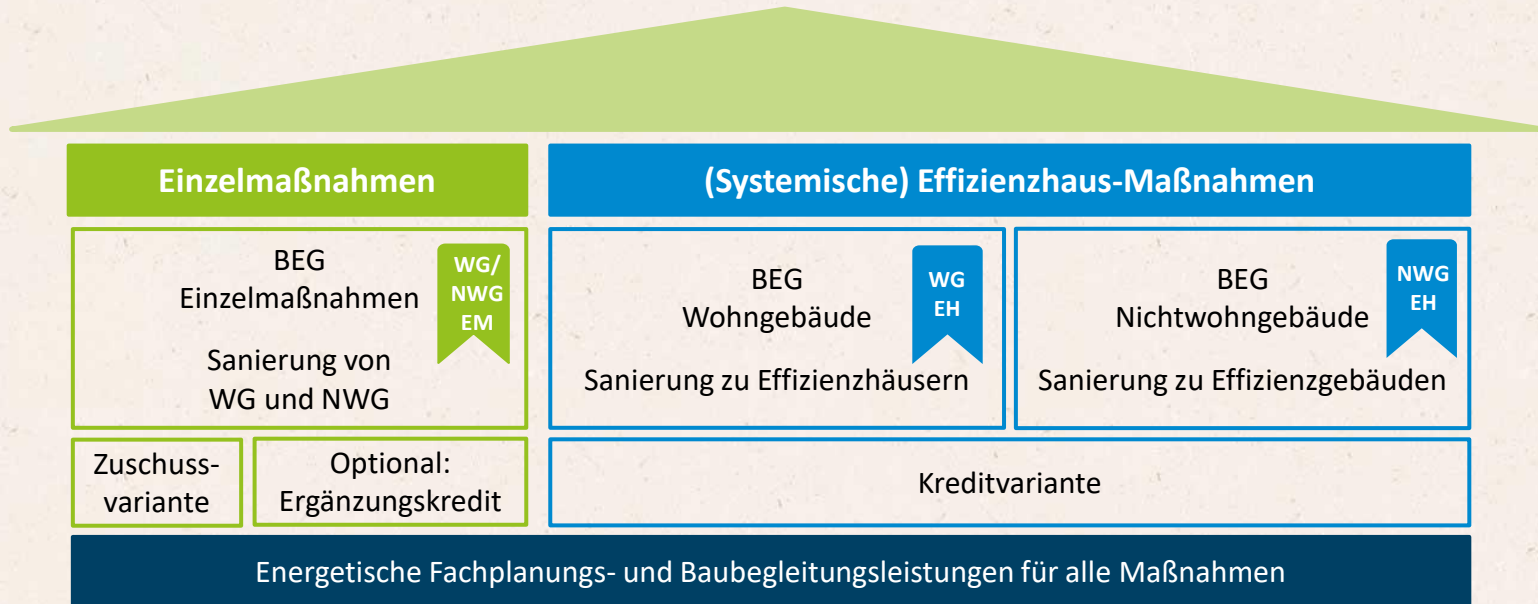 Einzelmaßnahmen
(Systemische) Effizienzhaus-Maßnahmen
BEG
Einzelmaßnahmen
WG/
NWG
EM
Sanierung von
WG und NWG
BEG
Wohngebäude
WG
EH
Sanierung zu Effizienzhäusern
BEG
Nichtwohngebäude
NWG
EH
Sanierung zu Effizienzgebäuden
Zuschuss-
variante
Optional:
Ergänzungskredit
Kreditvariante
Energetische Fachplanungs- und Baubegleitungsleistungen für alle Maßnahmen